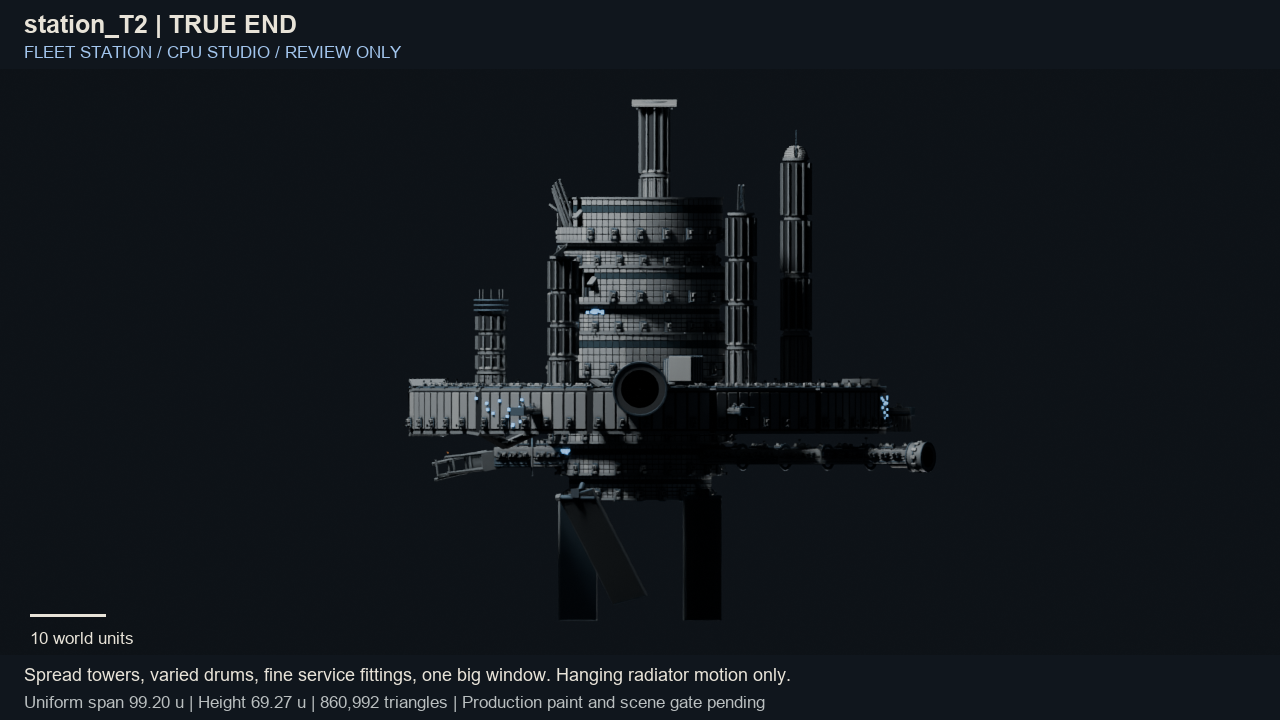 station_T2 | TRUE END
FLEET STATION / CPU STUDIO / REVIEW ONLY
10 world units
Spread towers, varied drums, fine service fittings, one big window. Hanging radiator motion only.
Uniform span 99.20 u | Height 69.27 u | 860,992 triangles | Production paint and scene gate pending